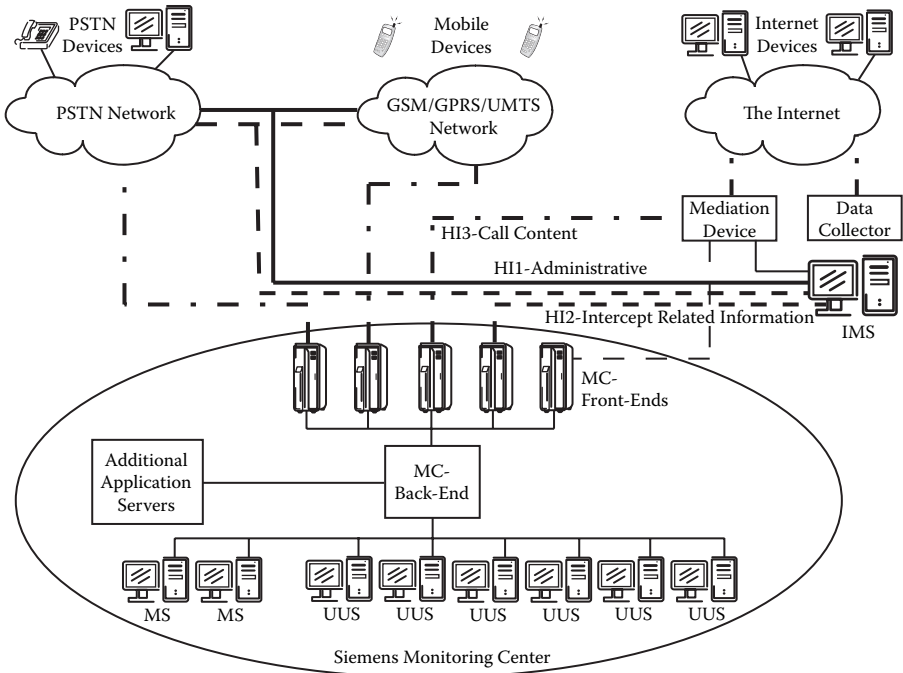 PSTN
Devices
Mobile
Devices
Internet
Devices
PSTN Network
GSM/GPRS/UMTS
Network
The Internet
Mediation
Device
Data
Collector
HI3-Call Content
HI1-Administrative
HI2-Intercept Related Information
IMS
MC-
Front-Ends
Additional
Application
Servers
MC-
Back-End
MS
MS
UUS
UUS
UUS
UUS
UUS
UUS
Siemens Monitoring Center